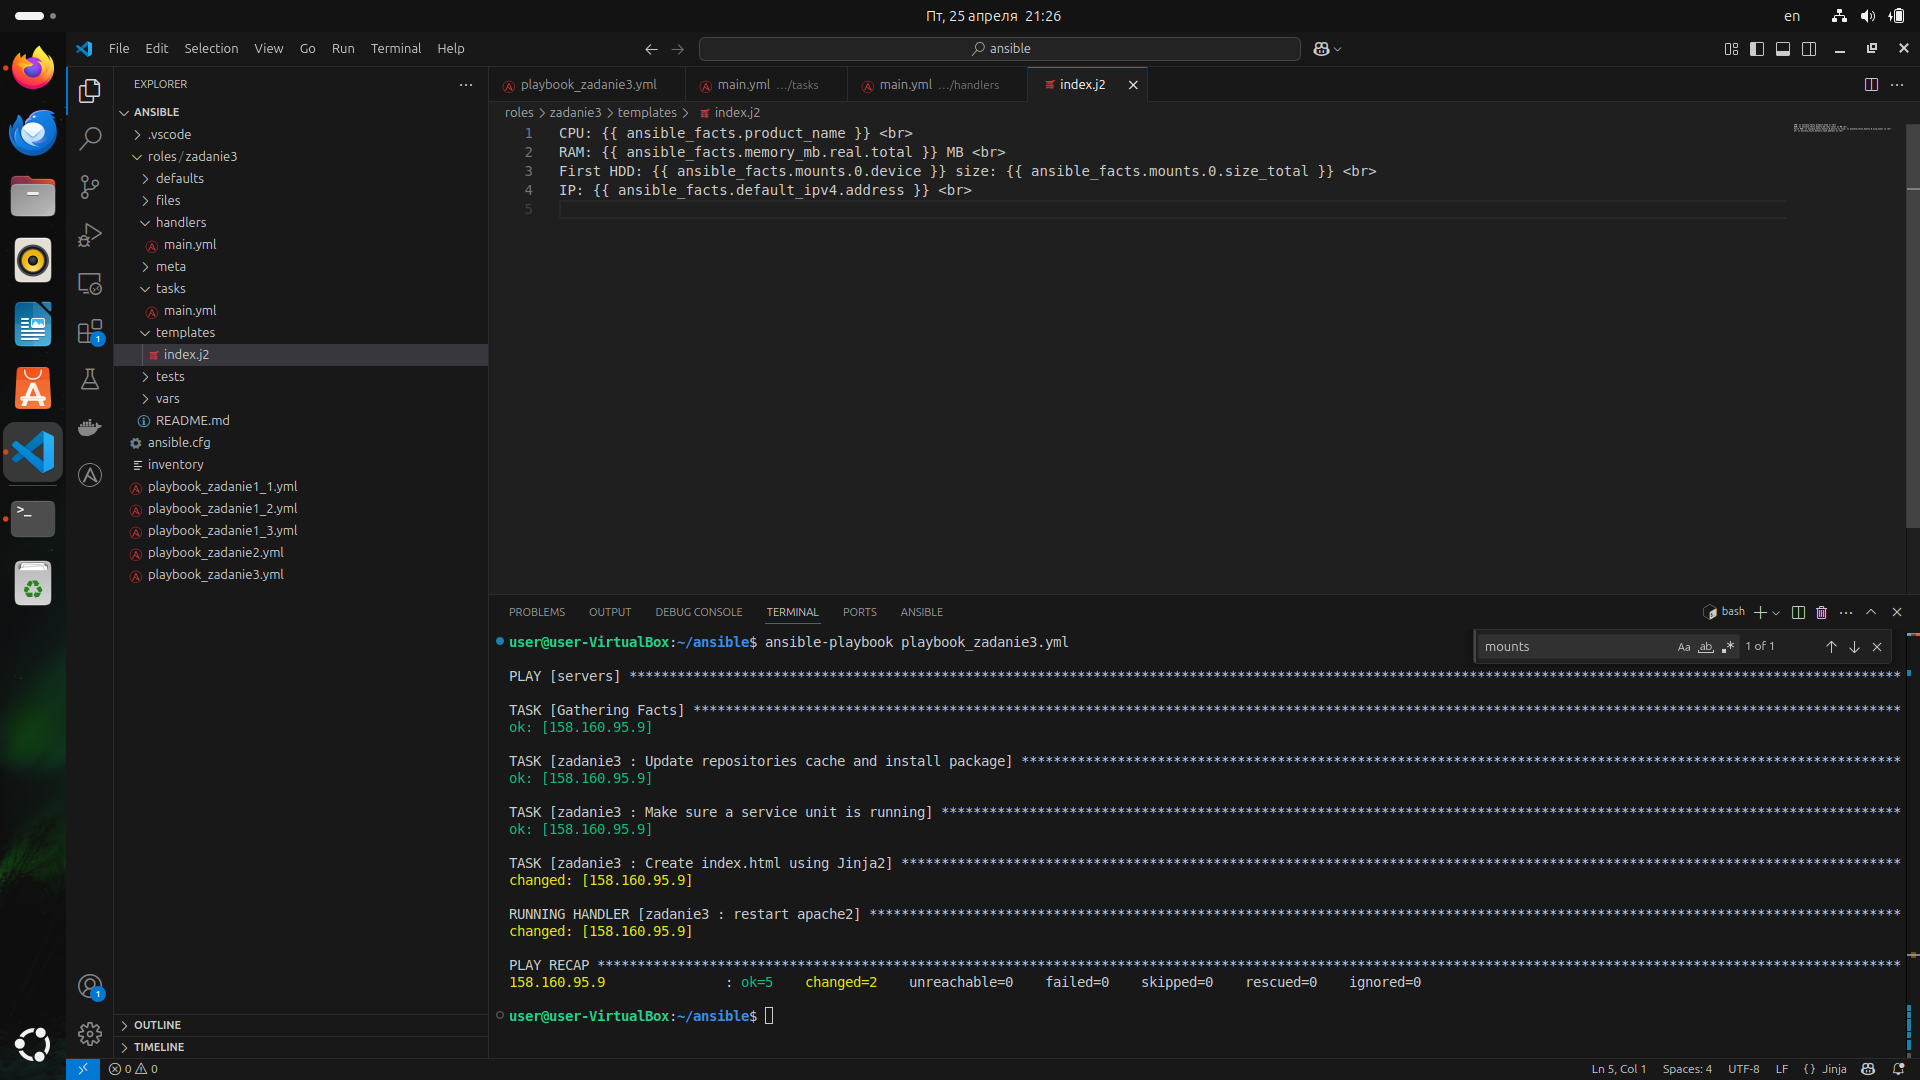 Пт, 25 апреля 21:26
en
File Edit Selection View Go Run Terminal Help
ansible
EXPLORER
ANSIBLE
.vscode
roles / zadanie3
defaults
files
handlers
main.yml
meta
tasks
main.yml
templates
index.j2
tests
vars
README.md
ansible.cfg
inventory
playbook_zadanie1_1.yml
playbook_zadanie1_2.yml
playbook_zadanie1_3.yml
playbook_zadanie2.yml
playbook_zadanie3.yml
OUTLINE
TIMELINE
playbook_zadanie3.yml main.yml .../tasks main.yml .../handlers index.j2
roles > zadanie3 > templates > index.j2
1 CPU: {{ ansible_facts.product_name }} <br>
2 RAM: {{ ansible_facts.memory_mb.real.total }} MB <br>
3 First HDD: {{ ansible_facts.mounts.0.device }} size: {{ ansible_facts.mounts.0.size_total }} <br>
4 IP: {{ ansible_facts.default_ipv4.address }} <br>
5
PROBLEMS OUTPUT DEBUG CONSOLE TERMINAL PORTS ANSIBLE
bash
mounts Aa ab .* 1 of 1
user@user-VirtualBox:~/ansible$ ansible-playbook playbook_zadanie3.yml
PLAY [servers] ***
TASK [Gathering Facts] ***
ok: [158.160.95.9]
TASK [zadanie3 : Update repositories cache and install package] ***
ok: [158.160.95.9]
TASK [zadanie3 : Make sure a service unit is running] ***
ok: [158.160.95.9]
TASK [zadanie3 : Create index.html using Jinja2] ***
changed: [158.160.95.9]
RUNNING HANDLER [zadanie3 : restart apache2] ***
changed: [158.160.95.9]
PLAY RECAP ***
158.160.95.9 : ok=5 changed=2 unreachable=0 failed=0 skipped=0 rescued=0 ignored=0
user@user-VirtualBox:~/ansible$
0 0
Ln 5, Col 1 Spaces: 4 UTF-8 LF {} Jinja